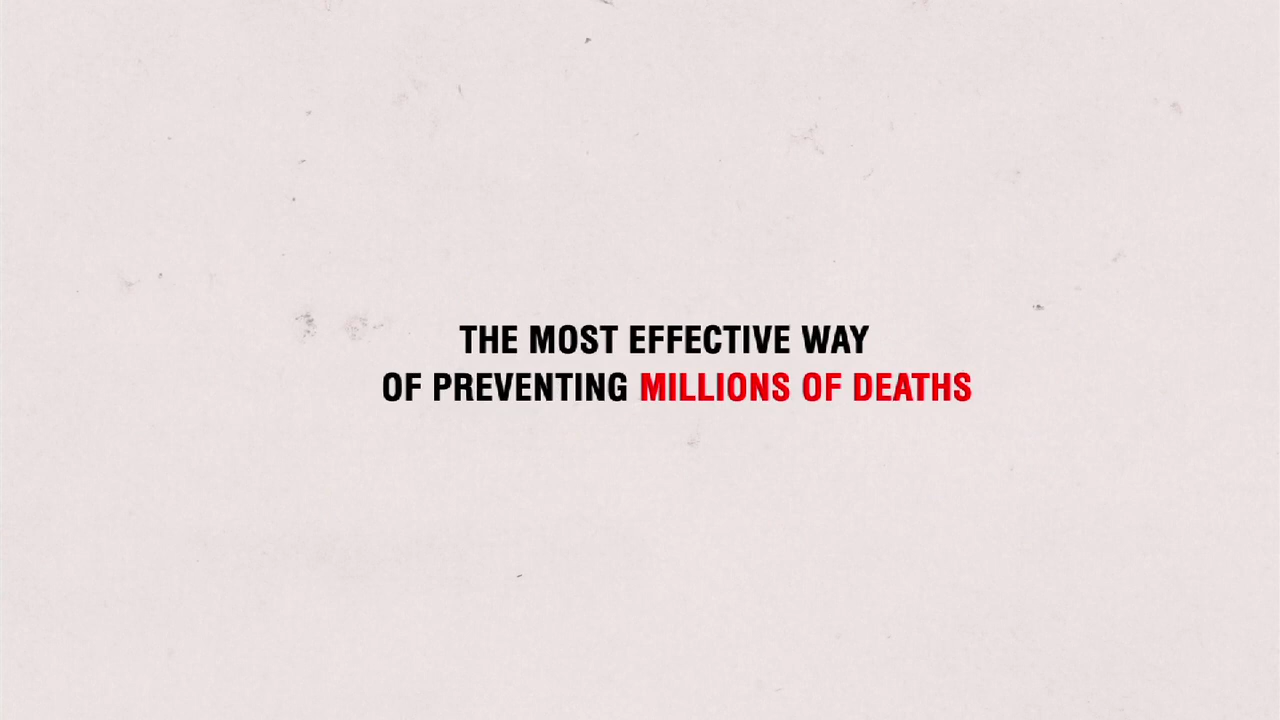 THE MOST EFFECTIVE WAY
OF PREVENTING MILLIONS OF DEATHS